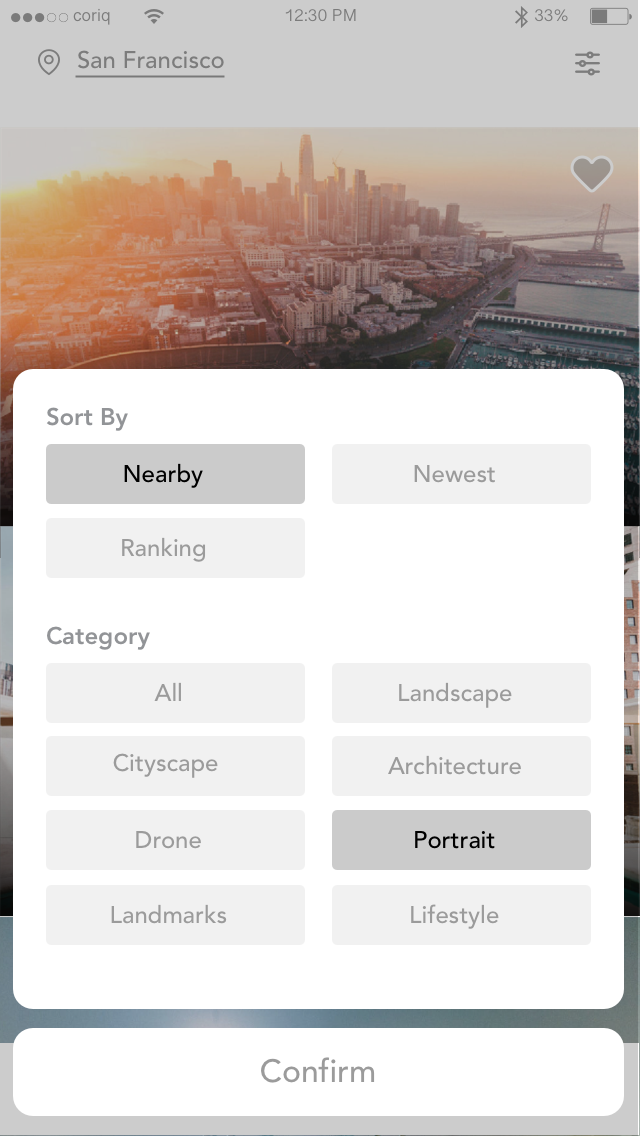 coriq 12:30 PM 33%
San Francisco
Sort By
Nearby Newest
Ranking
Category
All Landscape
Cityscape Architecture
Drone Portrait
Landmarks Lifestyle
Confirm